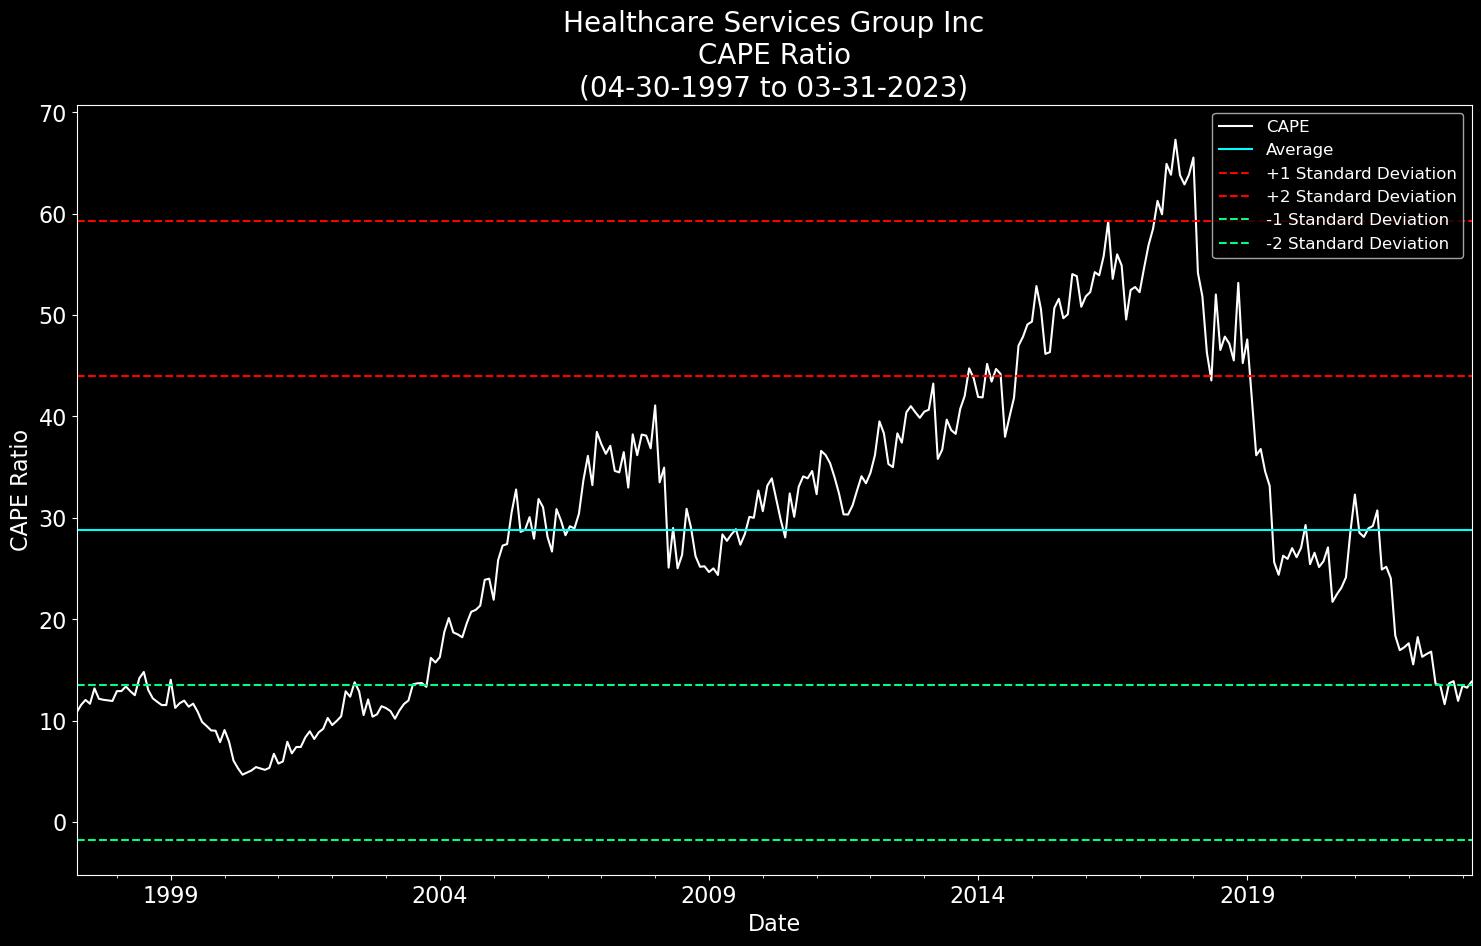 Healthcare Services Group Inc
CAPE Ratio
(04-30-1997 to 03-31-2023)
70
60
50
40
30
20
10
0
CAPE Ratio
CAPE
Average
+1 Standard Deviation
+2 Standard Deviation
-1 Standard Deviation
-2 Standard Deviation
1999
2004
2009
2014
2019
Date